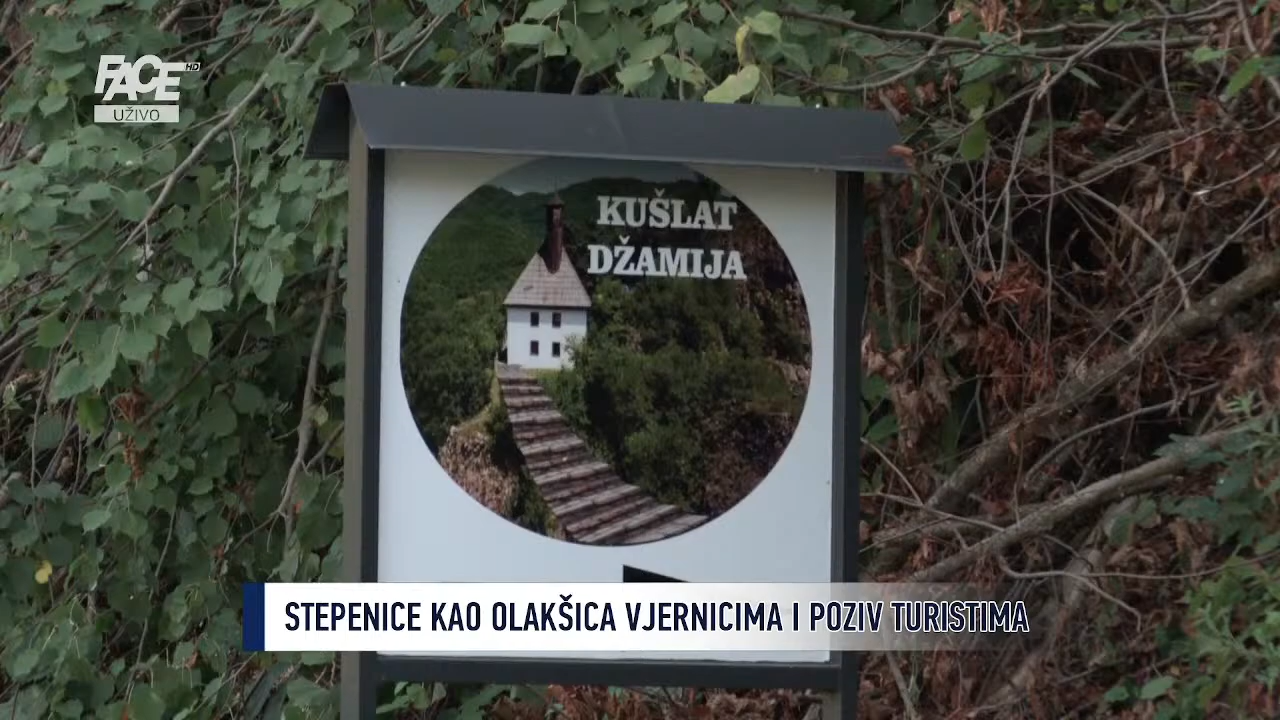 FACE HD
UŽIVO
KUŠLAT
DŽAMIJA
STEPENICE KAO OLAKŠICA VJERNICIMA I POZIV TURISTIMA